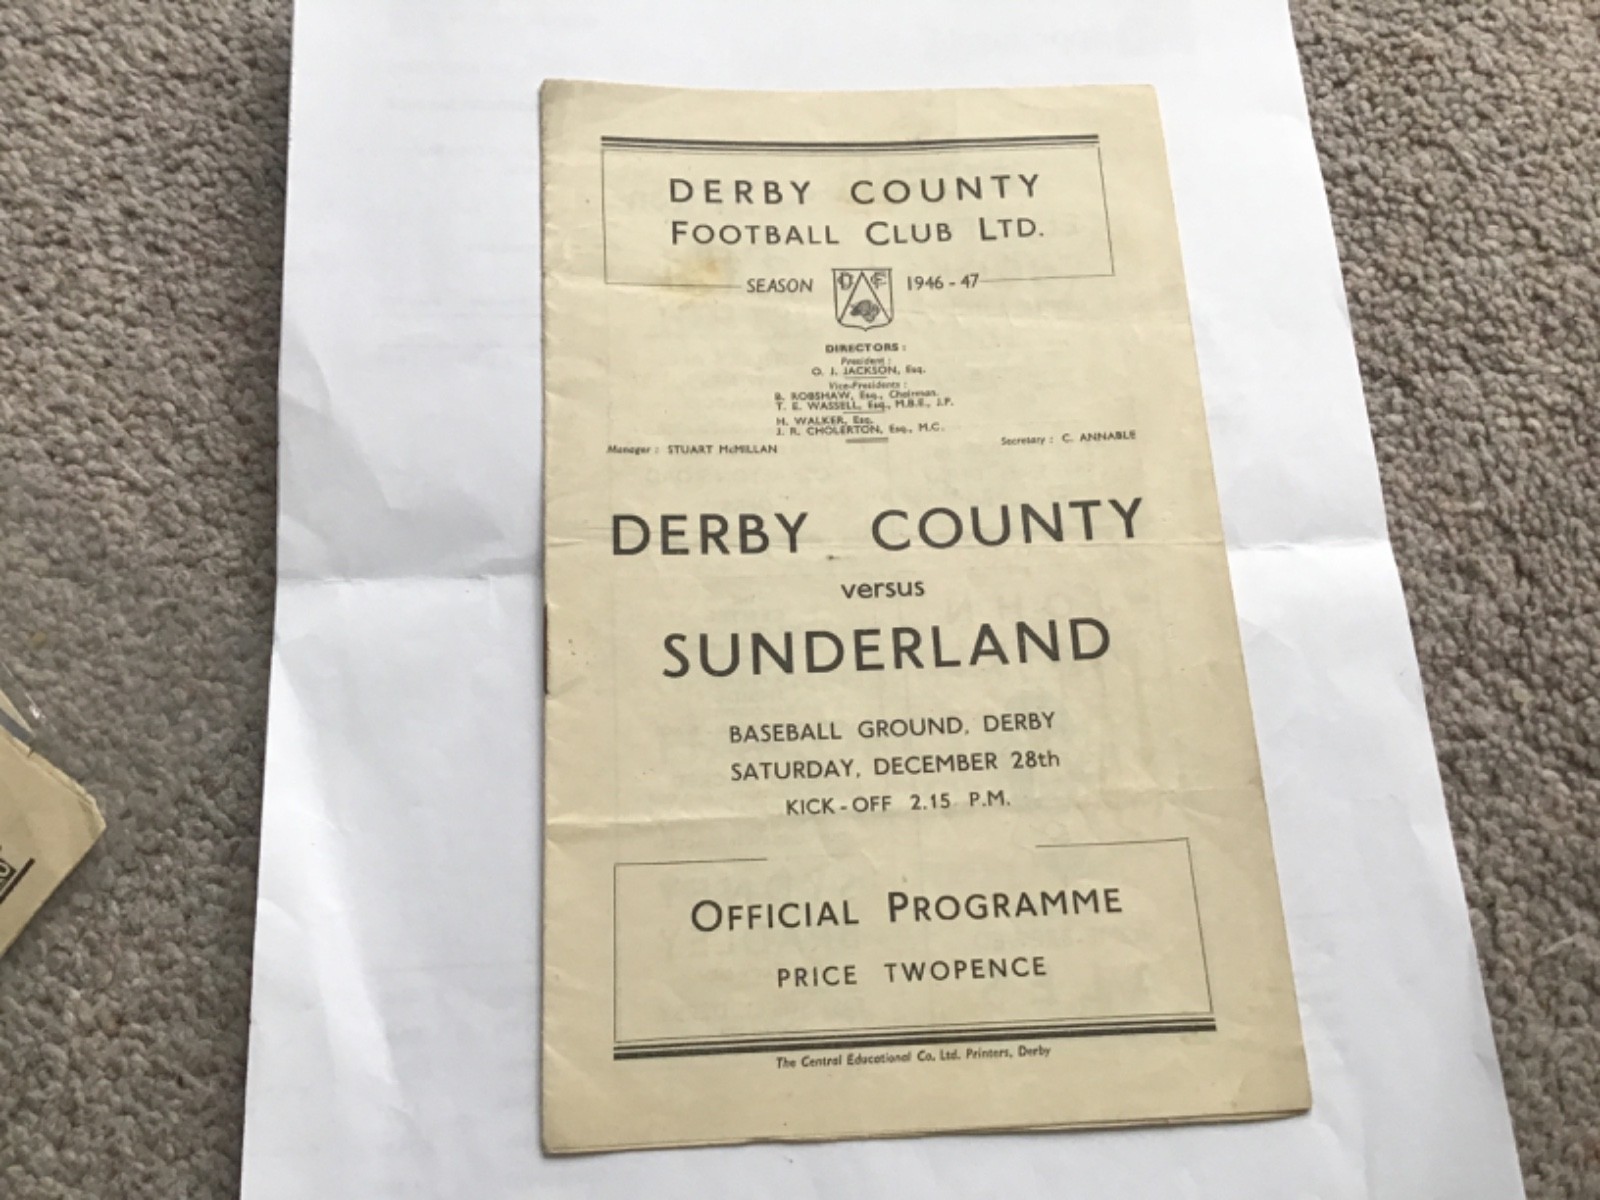 DERBY COUNTY
FOOTBALL CLUB LTD.
SEASON 1946-47
D C F C
DIRECTORS:
President:
O. J. JACKSON, Esq.
Vice-Presidents:
B. ROBSHAW, Esq., Chairman.
T. E. WASSELL, Esq., M.B.E., J.P.
H. WALKER, Esq.
J. R. CHOLERTON, Esq., M.C.
Manager: STUART McMILLAN
Secretary: C. ANNABLE
DERBY COUNTY
versus
SUNDERLAND
BASEBALL GROUND, DERBY
SATURDAY, DECEMBER 28th
KICK-OFF 2.15 P.M.
OFFICIAL PROGRAMME
PRICE TWOPENCE
The Central Educational Co. Ltd. Printers, Derby